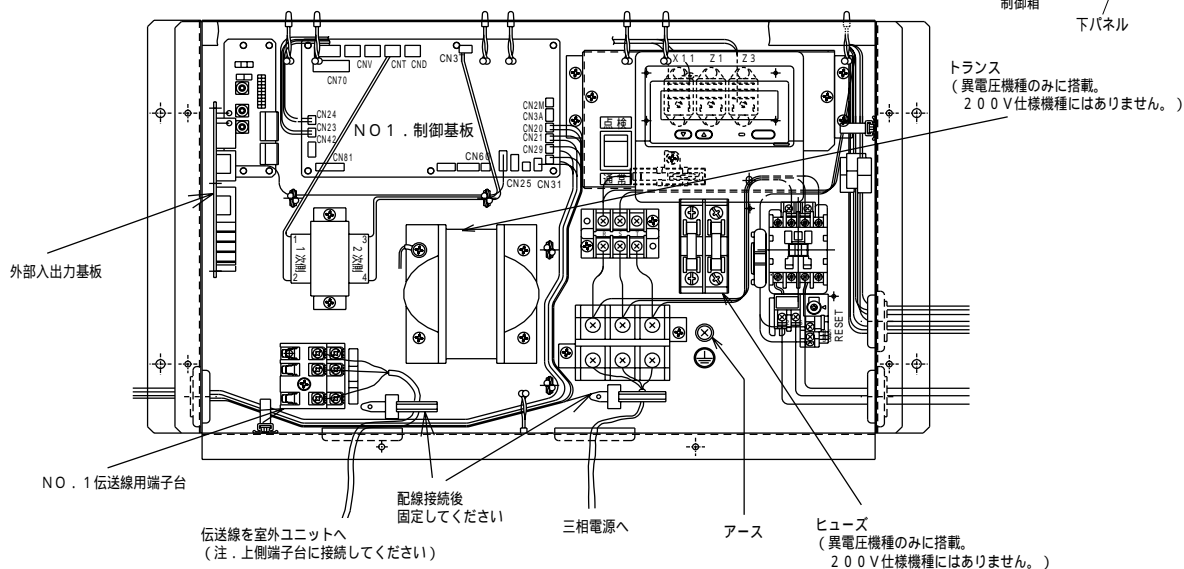 制御箱
下パネル
トランス
(異電圧機種のみに搭載。
200V仕様機種にはありません。)
X11 Z1 Z3
CNV CNT CND
CN3
CN70
CN2M
CN3A
CN24
CN23
CN42
NO1.制御基板
CN20
CN21
CN29
点検
CN81
CN60
CN25 CN31
通常
1 1次側 2
3 2次側 4
外部入出力基板
RESET
NO.1伝送線用端子台
配線接続後
固定してください
伝送線を室外ユニットへ
(注.上側端子台に接続してください)
三相電源へ
アース
ヒューズ
(異電圧機種のみに搭載。
200V仕様機種にはありません。)